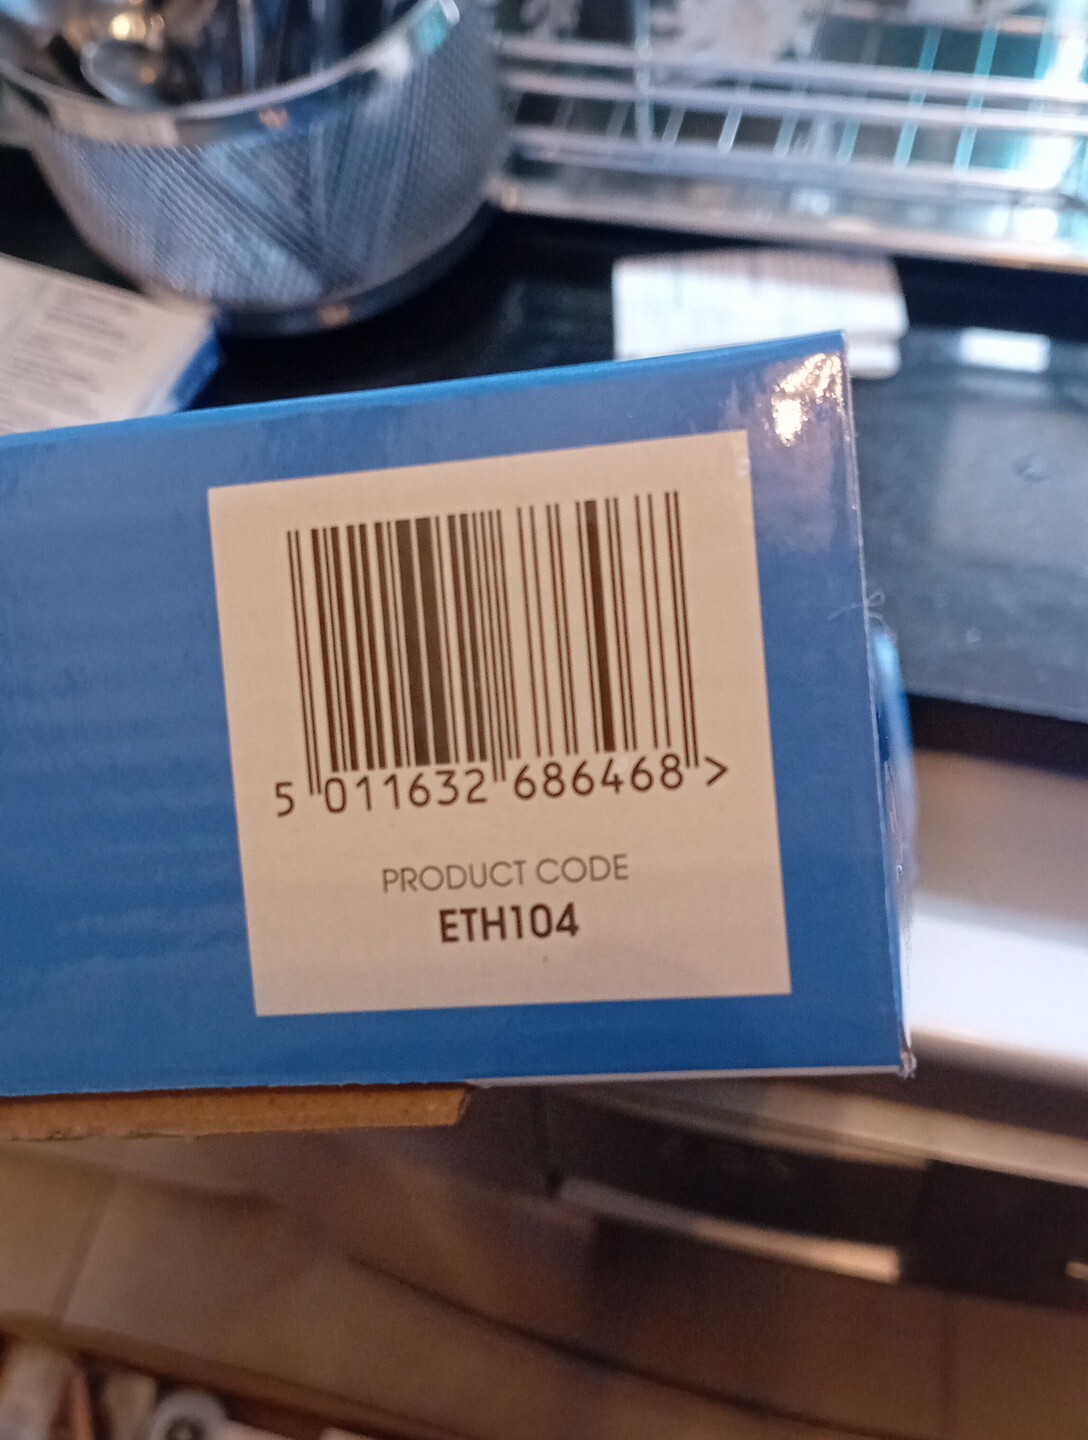 5 011632 686468 >
PRODUCT CODE
ETH104